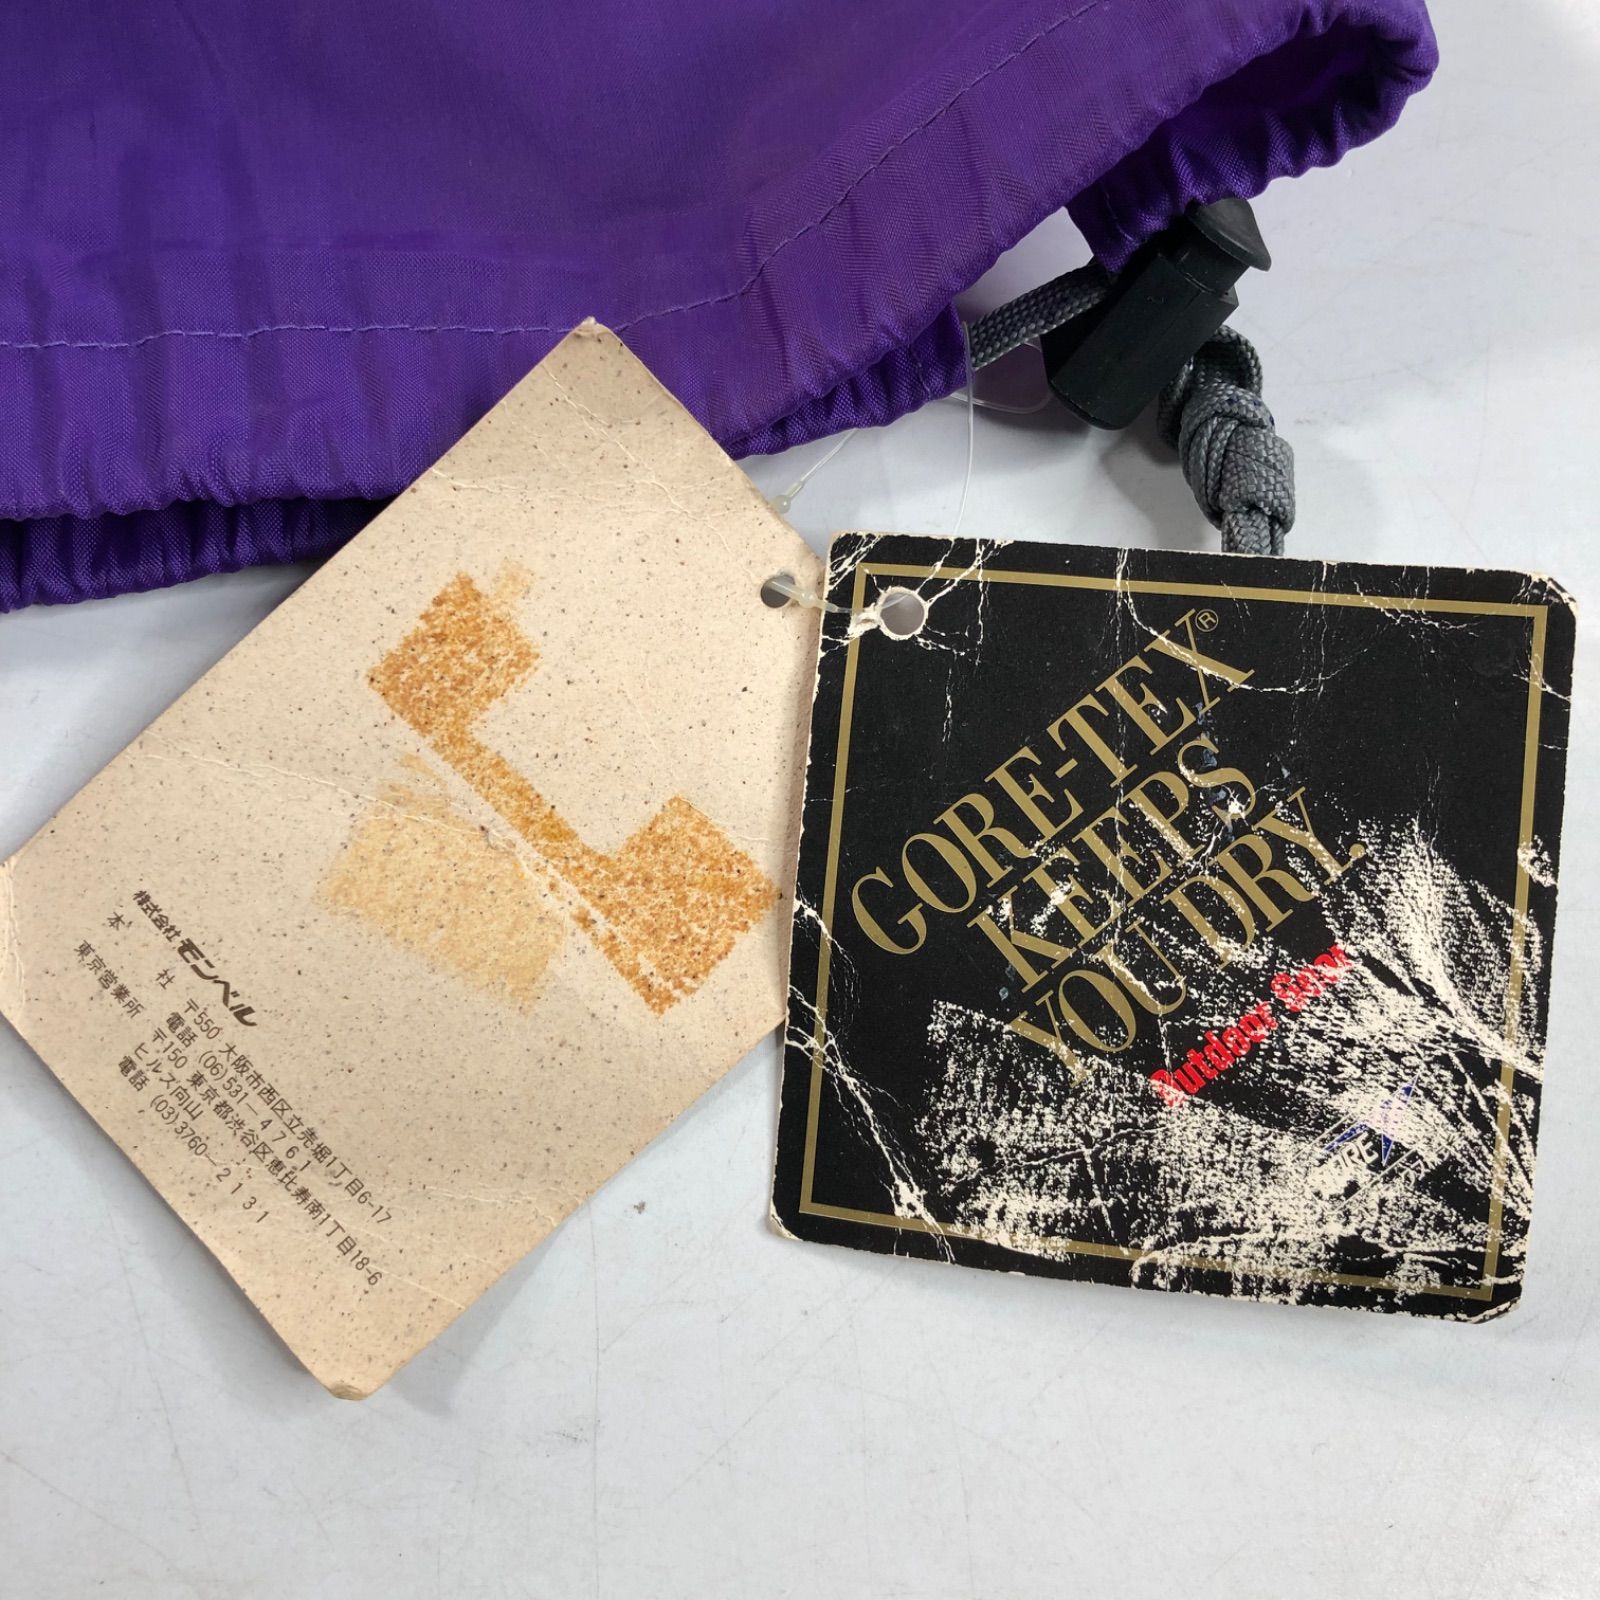 株式会社 モンベル
本社 〒550 大阪市西区立売堀1丁目6-17
電話 (06)531―4761
東京営業所 〒150 東京都渋谷区恵比寿南1丁目18-6
ヒルス向山
電話 (03)3760―2131
GORE-TEX®
KEEPS
YOU DRY.
Outdoor Gear